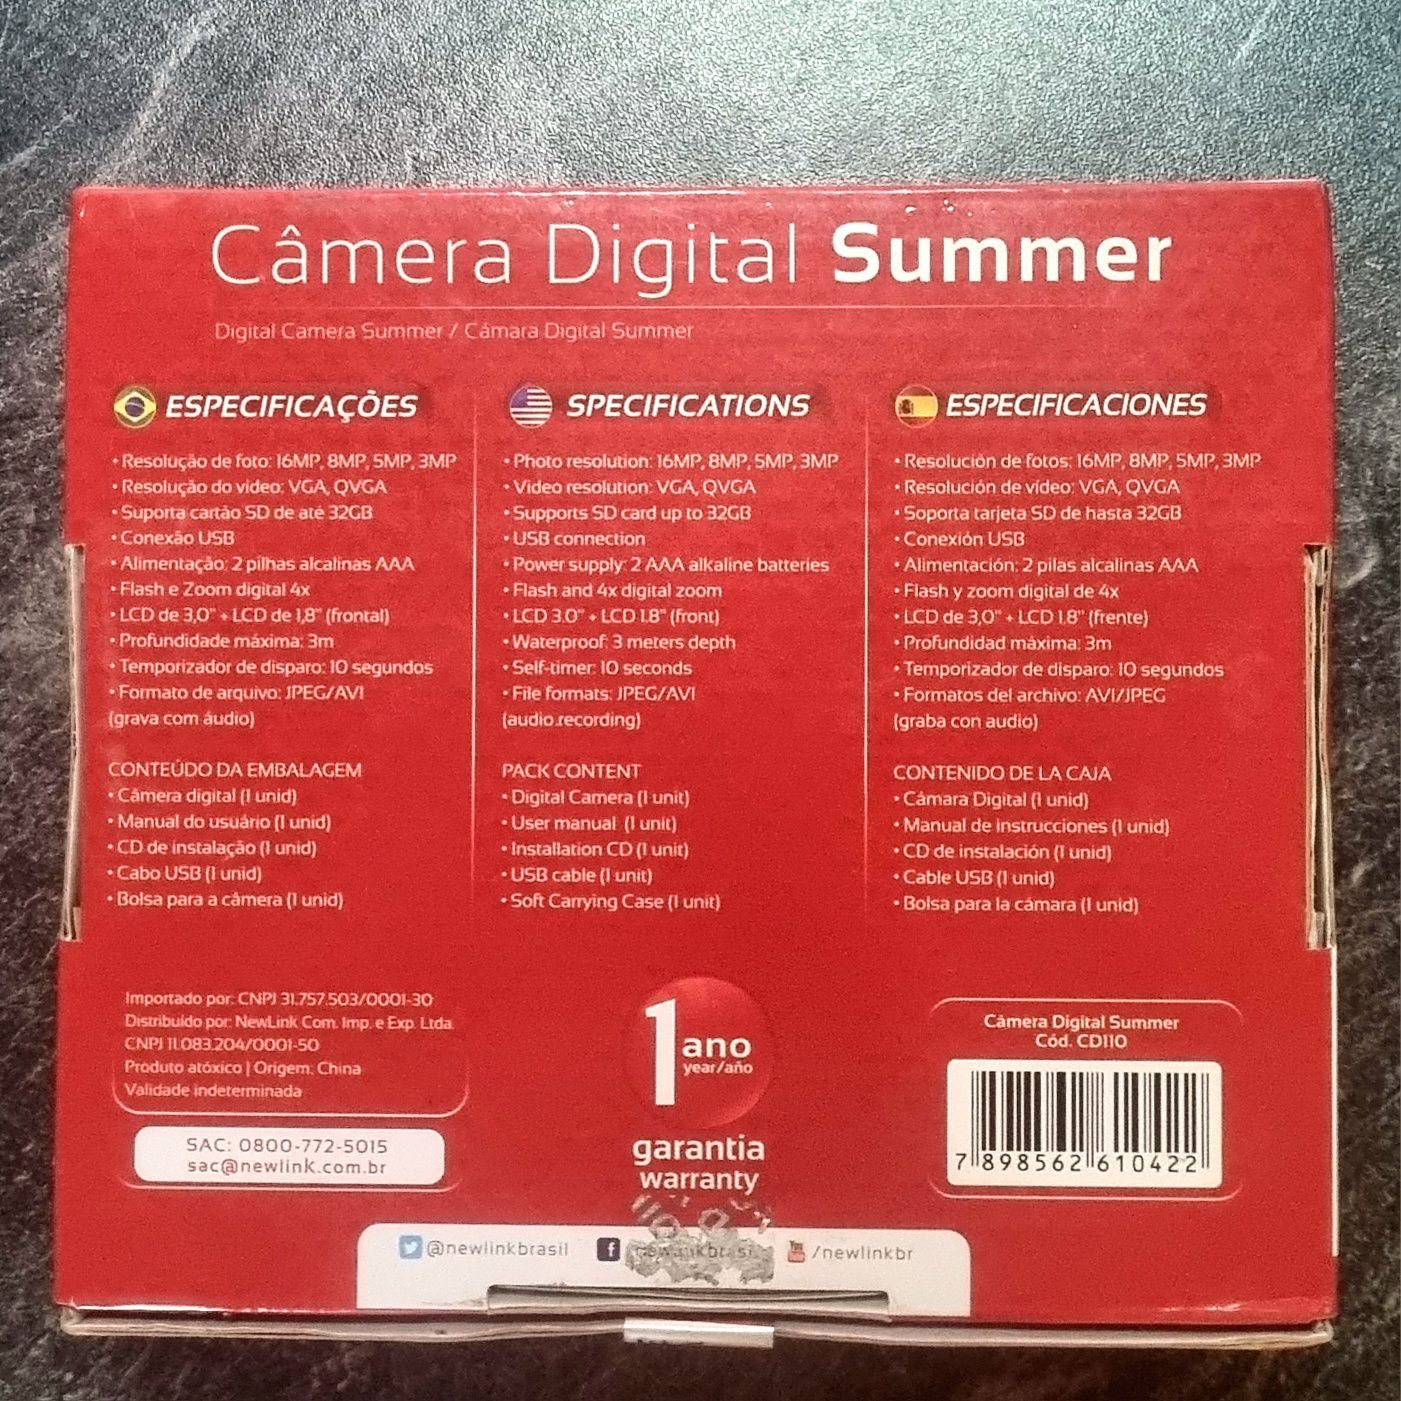 Câmera Digital Summer
Digital Camera Summer / Cámara Digital Summer
ESPECIFICAÇÕES
• Resolução de foto: 16MP, 8MP, 5MP, 3MP
• Resolução do vídeo: VGA, QVGA
• Suporta cartão SD de até 32GB
• Conexão USB
• Alimentação: 2 pilhas alcalinas AAA
• Flash e Zoom digital 4x
• LCD de 3,0" + LCD de 1,8" (frontal)
• Profundidade máxima: 3m
• Temporizador de disparo: 10 segundos
• Formato de arquivo: JPEG/AVI
(grava com áudio)
CONTEÚDO DA EMBALAGEM
• Câmera digital (1 unid)
• Manual do usuário (1 unid)
• CD de instalação (1 unid)
• Cabo USB (1 unid)
• Bolsa para a câmera (1 unid)
SPECIFICATIONS
• Photo resolution: 16MP, 8MP, 5MP, 3MP
• Video resolution: VGA, QVGA
• Supports SD card up to 32GB
• USB connection
• Power supply: 2 AAA alkaline batteries
• Flash and 4x digital zoom
• LCD 3.0" + LCD 1.8" (front)
• Waterproof: 3 meters depth
• Self-timer: 10 seconds
• File formats: JPEG/AVI
(audio recording)
PACK CONTENT
• Digital Camera (1 unit)
• User manual (1 unit)
• Installation CD (1 unit)
• USB cable (1 unit)
• Soft Carrying Case (1 unit)
ESPECIFICACIONES
• Resolución de fotos: 16MP, 8MP, 5MP, 3MP
• Resolución de vídeo: VGA, QVGA
• Soporta tarjeta SD de hasta 32GB
• Conexión USB
• Alimentación: 2 pilas alcalinas AAA
• Flash y zoom digital de 4x
• LCD de 3,0" + LCD 1.8" (frente)
• Profundidad máxima: 3m
• Temporizador de disparo: 10 segundos
• Formatos del archivo: AVI/JPEG
(graba con audio)
CONTENIDO DE LA CAJA
• Cámara Digital (1 unid)
• Manual de instrucciones (1 unid)
• CD de instalación (1 unid)
• Cable USB (1 unid)
• Bolsa para la cámara (1 unid)
Importado por: CNPJ 31.757.503/0001-30
Distribuído por: NewLink Com. Imp. e Exp. Ltda.
CNPJ 11.083.204/0001-50
Produto atóxico | Origem: China
Validade indeterminada
SAC: 0800-772-5015
sac@newlink.com.br
1 ano
year/año
garantia
warranty
Câmera Digital Summer
Cód. CD110
7 898562 610422
@newlinkbrasil
f newlinkbrasil
You Tube /newlinkbr